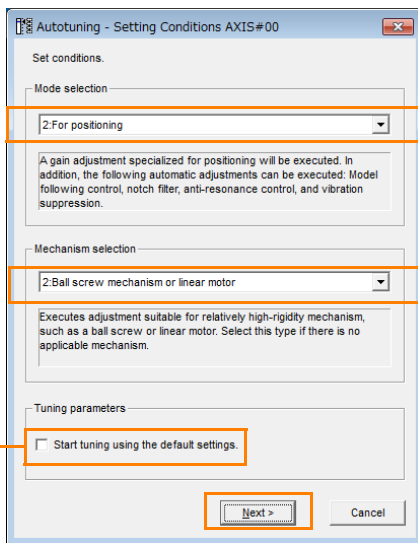 Autotuning - Setting Conditions AXIS#00
Set conditions.
Mode selection
2:For positioning
A gain adjustment specialized for positioning will be executed. In
addition, the following automatic adjustments can be executed: Model
following control, notch filter, anti-resonance control, and vibration
suppression.
Mechanism selection
2:Ball screw mechanism or linear motor
Executes adjustment suitable for relatively high-rigidity mechanism,
such as a ball screw or linear motor. Select this type if there is no
applicable mechanism.
Tuning parameters
Start tuning using the default settings.
Next >
Cancel